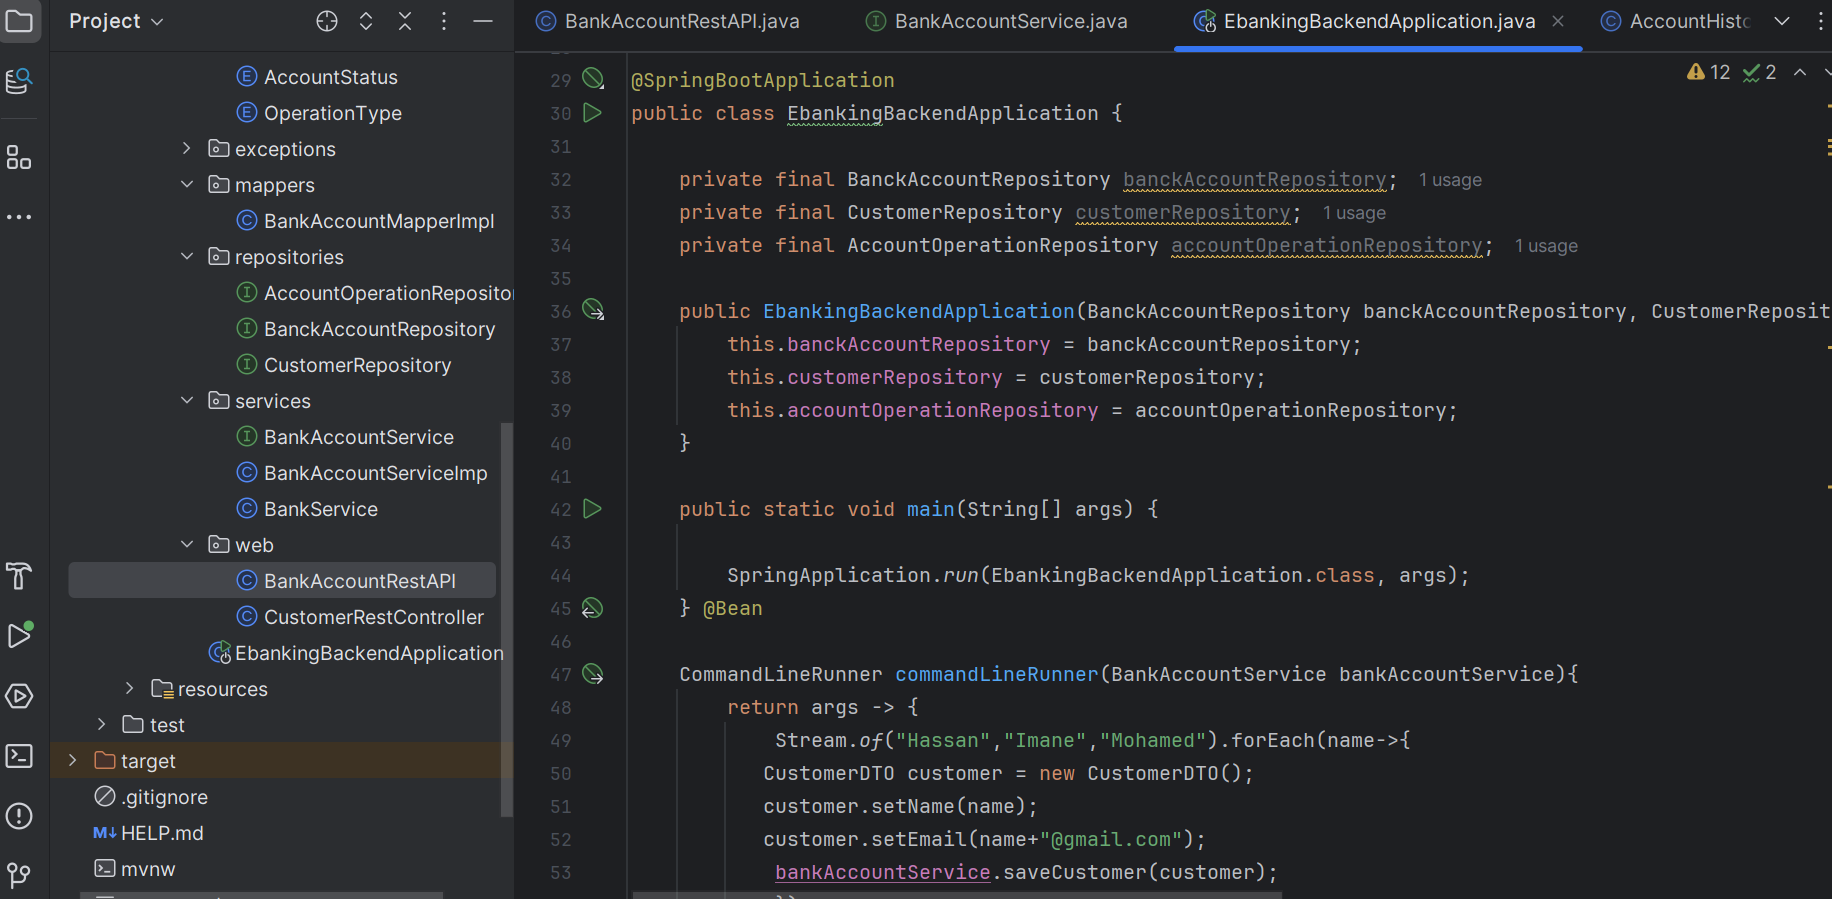 Project
BankAccountRestAPI.java
BankAccountService.java
EbankingBackendApplication.java
AccountHisto
AccountStatus
OperationType
exceptions
mappers
BankAccountMapperImpl
repositories
AccountOperationRepositor
BanckAccountRepository
CustomerRepository
services
BankAccountService
BankAccountServiceImp
BankService
web
BankAccountRestAPI
CustomerRestController
EbankingBackendApplication
resources
test
target
.gitignore
M↓ HELP.md
mvnw
12 2
29 @SpringBootApplication
30 public class EbankingBackendApplication {
31
32 private final BanckAccountRepository banckAccountRepository; 1 usage
33 private final CustomerRepository customerRepository; 1 usage
34 private final AccountOperationRepository accountOperationRepository; 1 usage
35
36 public EbankingBackendApplication(BanckAccountRepository banckAccountRepository, CustomerReposit
37 this.banckAccountRepository = banckAccountRepository;
38 this.customerRepository = customerRepository;
39 this.accountOperationRepository = accountOperationRepository;
40 }
41
42 public static void main(String[] args) {
43
44 SpringApplication.run(EbankingBackendApplication.class, args);
45 } @Bean
46
47 CommandLineRunner commandLineRunner(BankAccountService bankAccountService){
48 return args -> {
49 Stream.of("Hassan","Imane","Mohamed").forEach(name->{
50 CustomerDTO customer = new CustomerDTO();
51 customer.setName(name);
52 customer.setEmail(name+"@gmail.com");
53 bankAccountService.saveCustomer(customer);